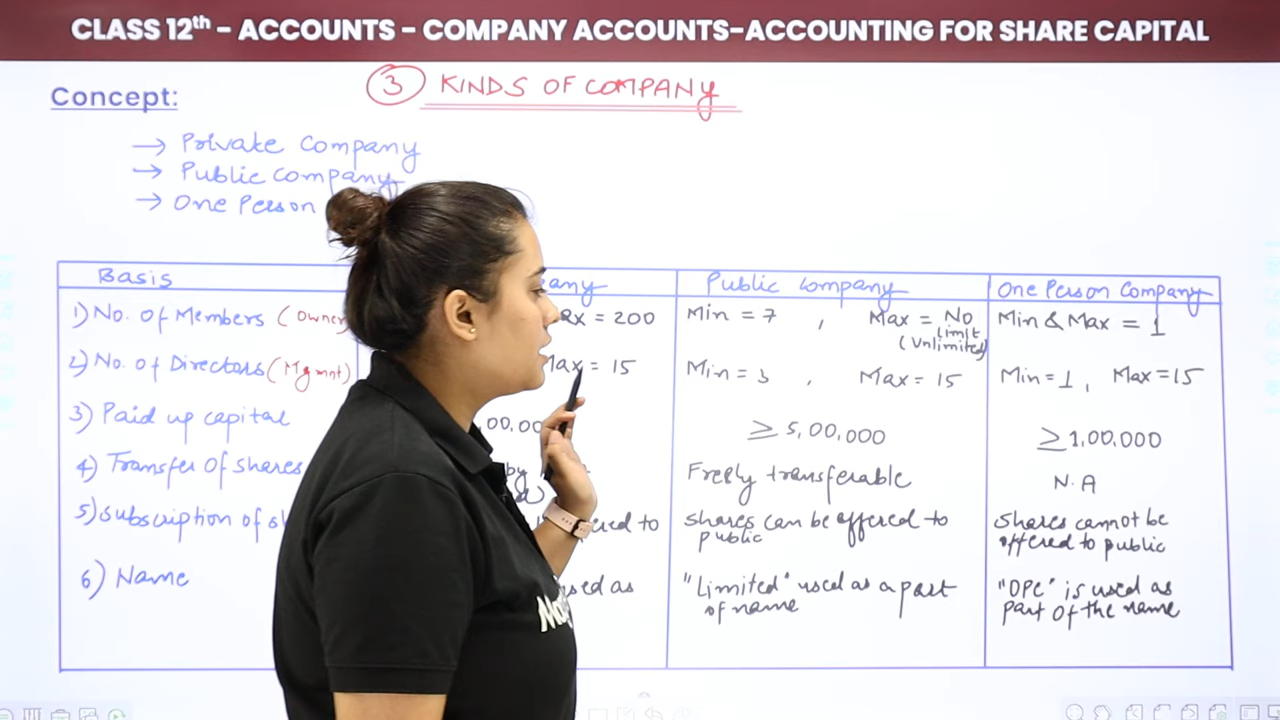 CLASS 12th - ACCOUNTS - COMPANY ACCOUNTS-ACCOUNTING FOR SHARE CAPITAL
Concept:
3 KINDS OF COMPANY
→ Private Company
→ Public Company
→ One Person
Basis
Public Company
One Person Company
1) No. of Members (Owner
= 200
Min = 7 , Max = No Limit
(Unlimited)
Min & Max = 1
2) No. of Directors (Mgmnt)
Max = 15
Min = 3 , Max = 15
Min = 1, Max = 15
3) Paid up capital
≥ 5,00,000
≥ 1,00,000
4) Transfer of shares
by
Freely transferable
N.A
5) Subscription of
to
shares can be offered to
public
shares cannot be
offered to public
6) Name
used as
"Limited" used as a part
of name
"OPC" is used as
part of the name